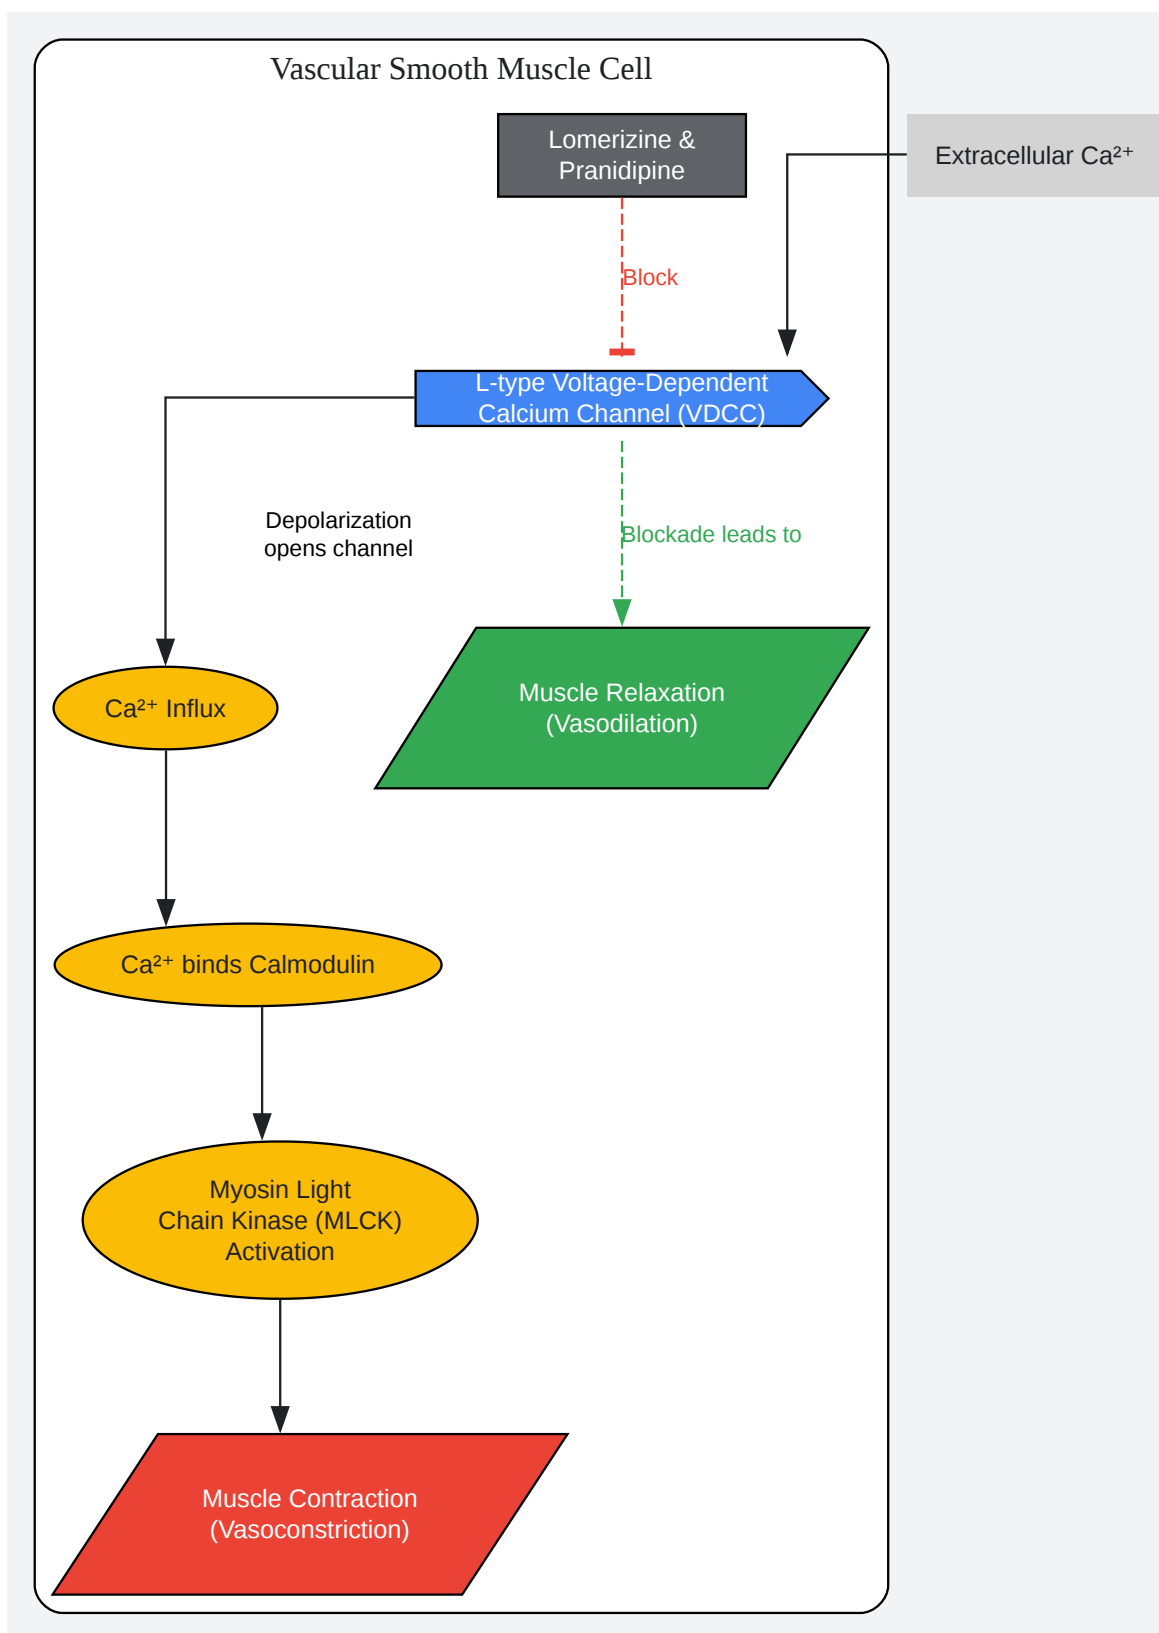 Vascular Smooth Muscle Cell
Lomerizine &
Pranidipine
Extracellular Ca²⁺
Block
L-type Voltage-Dependent
Calcium Channel (VDCC)
Depolarization
opens channel
Blockade leads to
Ca²⁺ Influx
Muscle Relaxation
(Vasodilation)
Ca²⁺ binds Calmodulin
Myosin Light
Chain Kinase (MLCK)
Activation
Muscle Contraction
(Vasoconstriction)